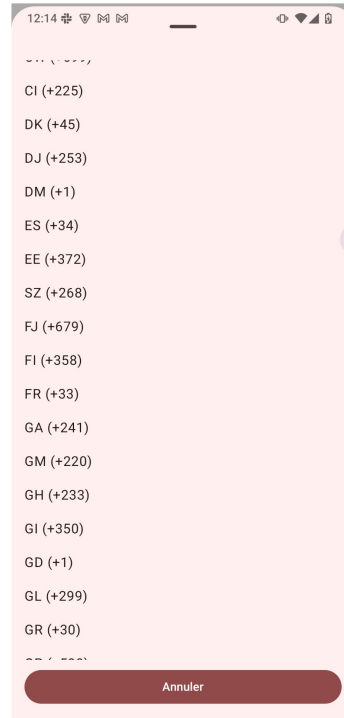 12:14
CI (+225)
DK (+45)
DJ (+253)
DM (+1)
ES (+34)
EE (+372)
SZ (+268)
FJ (+679)
FI (+358)
FR (+33)
GA (+241)
GM (+220)
GH (+233)
GI (+350)
GD (+1)
GL (+299)
GR (+30)
Annuler